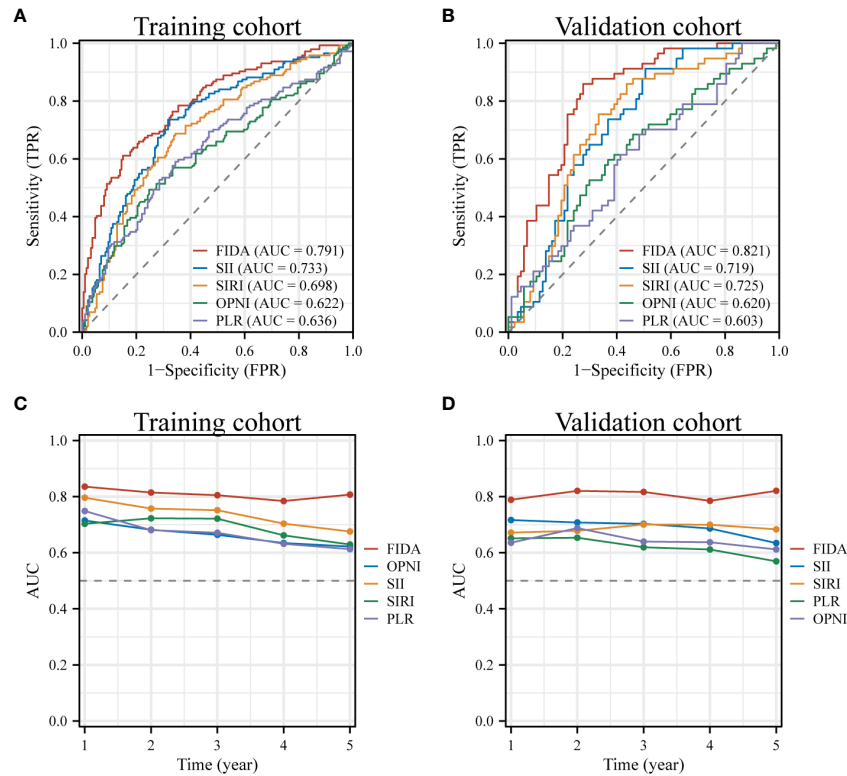 A
Training cohort
1.0
0.8
0.6
0.4
0.2
0.0
Sensitivity (TPR)
FIDA (AUC = 0.791)
SII (AUC = 0.733)
SIRI (AUC = 0.698)
OPNI (AUC = 0.622)
PLR (AUC = 0.636)
0.0 0.2 0.4 0.6 0.8 1.0
1−Specificity (FPR)
B
Validation cohort
1.0
0.8
0.6
0.4
0.2
0.0
Sensitivity (TPR)
FIDA (AUC = 0.821)
SII (AUC = 0.719)
SIRI (AUC = 0.725)
OPNI (AUC = 0.620)
PLR (AUC = 0.603)
0.0 0.2 0.4 0.6 0.8 1.0
1−Specificity (FPR)
C
Training cohort
1.0
0.8
0.6
0.4
0.2
0.0
AUC
FIDA
OPNI
SII
SIRI
PLR
1 2 3 4 5
Time (year)
D
Validation cohort
1.0
0.8
0.6
0.4
0.2
0.0
AUC
FIDA
SII
SIRI
PLR
OPNI
1 2 3 4 5
Time (year)